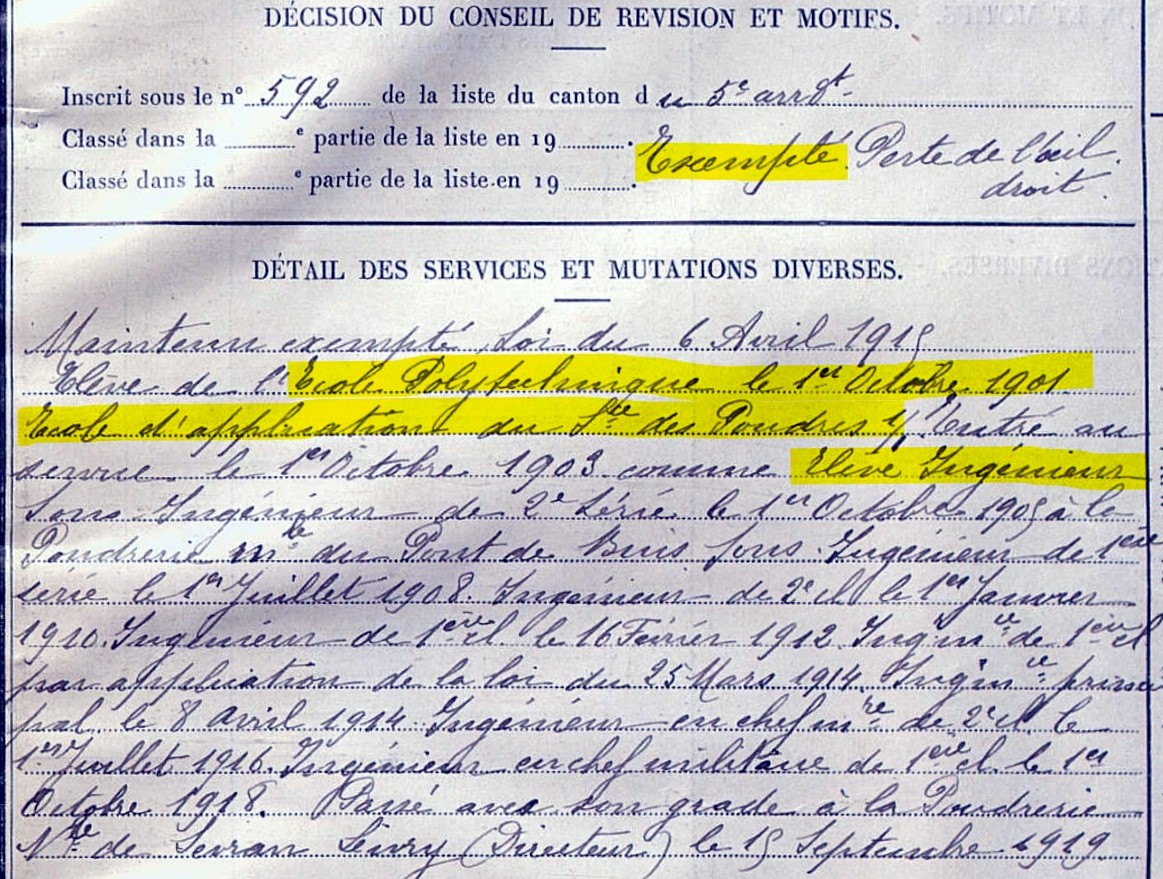 DÉCISION DU CONSEIL DE REVISION ET MOTIFS.
Inscrit sous le n° 592 de la liste du canton du 5e arrdt.
Classé dans la e partie de la liste en 19 .
Exempté Perte de l'œil
Classé dans la e partie de la liste en 19 .
droit.
DÉTAIL DES SERVICES ET MUTATIONS DIVERSES.
Maintenu exempté, Loi du 6 Avril 1915
Elève de l'Ecole Polytechnique le 1er Octobre 1901
Ecole d'application du Sce des Poudres Entré au
service le 1er Octobre 1903 comme Elève Ingénieur
Sous Ingénieur de 2e Série le 1er Octobre 1905 à la
Poudrerie Nle du Pont de Buis Sous Ingénieur de 1ère
série le 1er Juillet 1908. Ingénieur de 2e cl le 1er Janvier
1910. Ingénieur de 1ère cl. le 16 Février 1912. Ingr mre de 1ère cl
par application de la loi du 25 Mars 1914. Ingr mre princi
pal le 8 Avril 1914. Ingénieur en chef mre de 2e cl. le
1er Juillet 1916. Ingénieur en chef militaire de 1ère cl. le 1er
Octobre 1918. Passé avec son grade à la Poudrerie
Nle de Sevran Livry (Directeur) le 15 Septembre 1919.